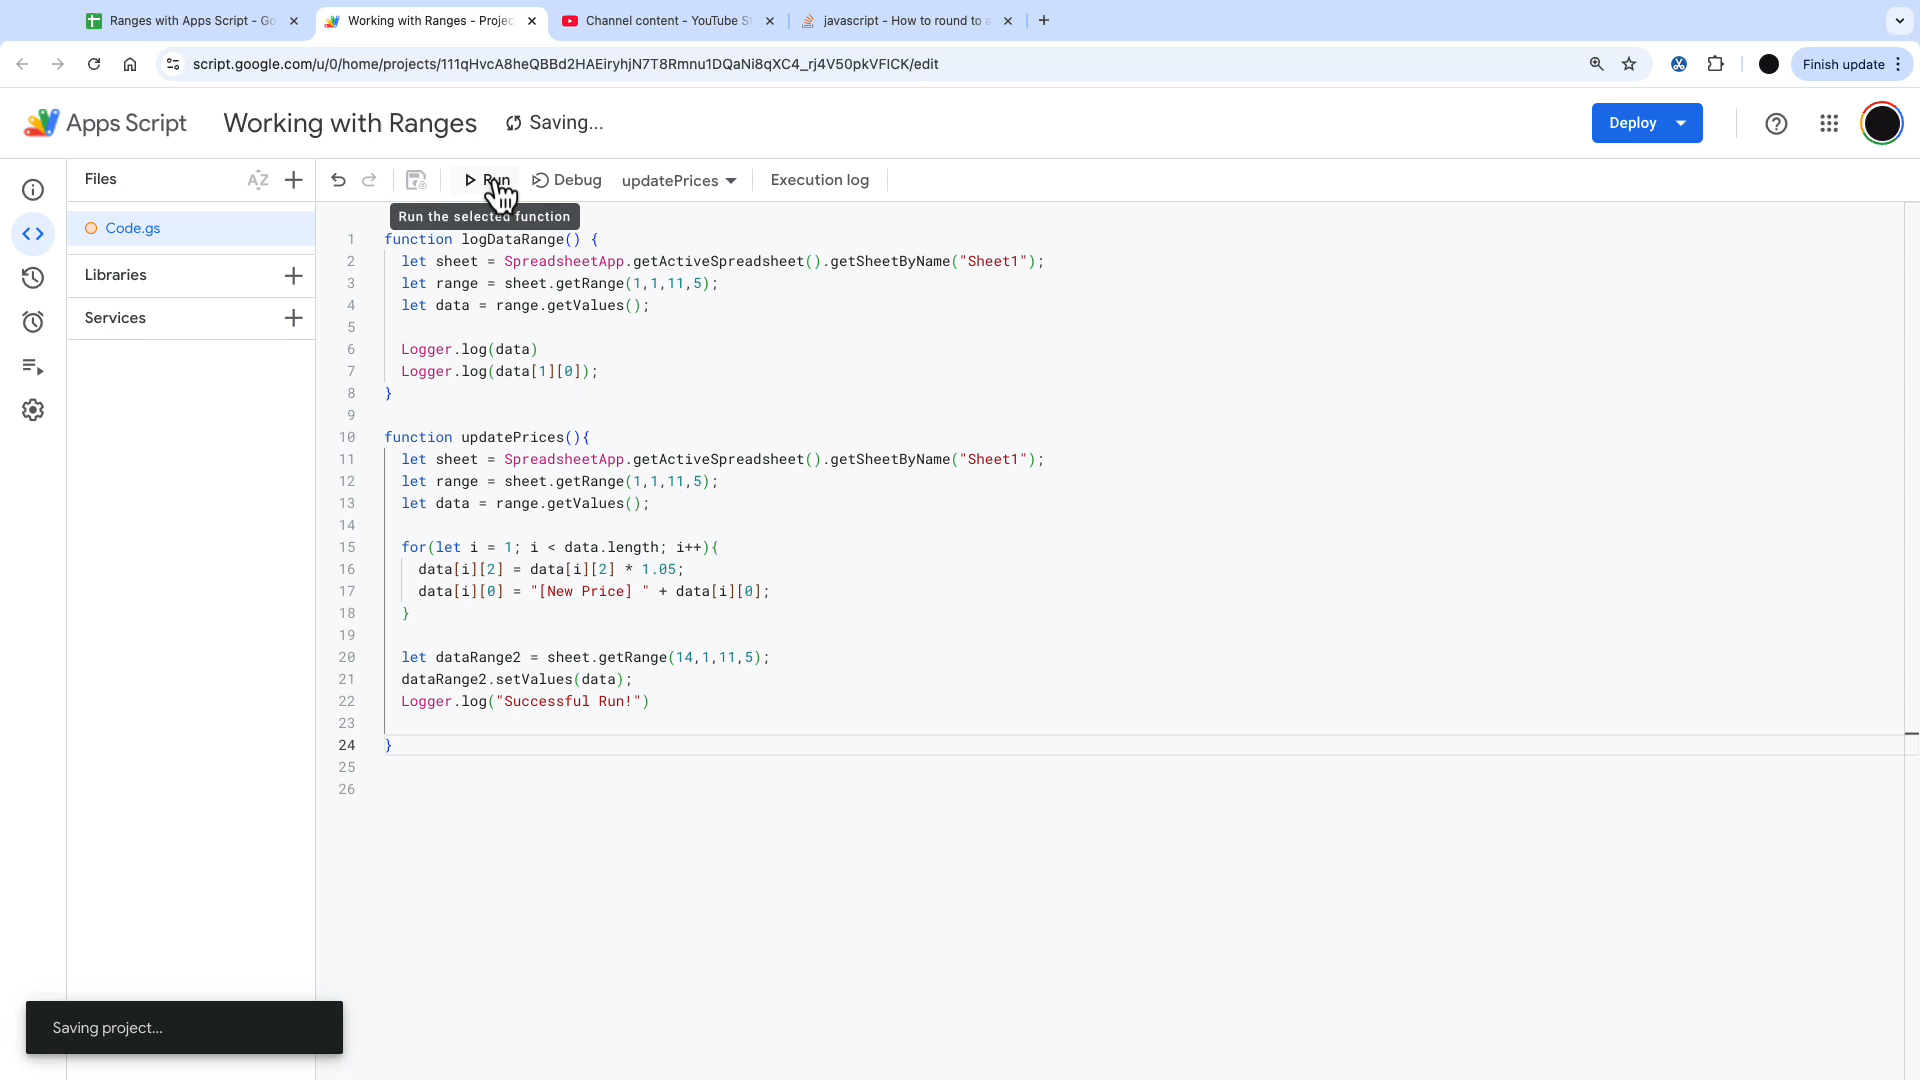 Ranges with Apps Script - Go
Working with Ranges - Projec
Channel content - YouTube S
javascript - How to round to a
script.google.com/u/0/home/projects/111qHvcA8heQBBd2HAEiryhjN7T8Rmnu1DQaNi8qXC4_rj4V50pkVFICK/edit
Finish update
Apps Script
Working with Ranges
Saving...
Deploy
Files
AZ
Run
Debug
updatePrices
Execution log
Run the selected function
Code.gs
Libraries
Services
1 function logDataRange() {
2 let sheet = SpreadsheetApp.getActiveSpreadsheet().getSheetByName("Sheet1");
3 let range = sheet.getRange(1,1,11,5);
4 let data = range.getValues();
5
6 Logger.log(data)
7 Logger.log(data[1][0]);
8 }
9
10 function updatePrices(){
11 let sheet = SpreadsheetApp.getActiveSpreadsheet().getSheetByName("Sheet1");
12 let range = sheet.getRange(1,1,11,5);
13 let data = range.getValues();
14
15 for(let i = 1; i < data.length; i++){
16 data[i][2] = data[i][2] * 1.05;
17 data[i][0] = "[New Price] " + data[i][0];
18 }
19
20 let dataRange2 = sheet.getRange(14,1,11,5);
21 dataRange2.setValues(data);
22 Logger.log("Successful Run!")
23
24 }
25
26
Saving project...